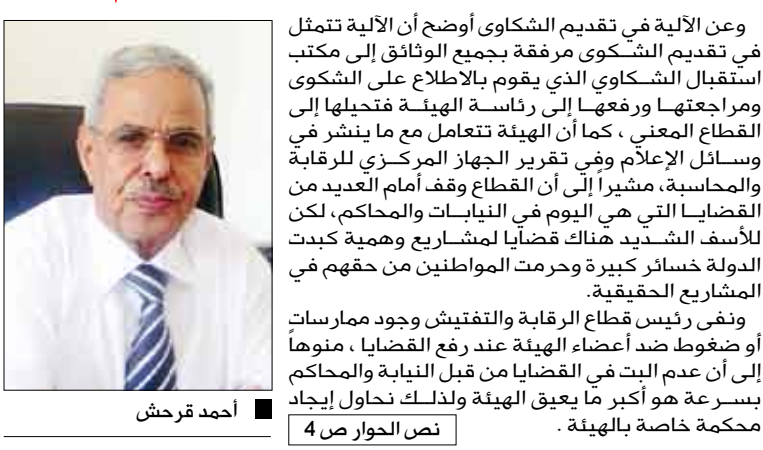 وعن الآلية في تقديم الشكاوى أوضح أن الآلية تتمثل
في تقديم الشكوى مرفقة بجميع الوثائق إلى مكتب
استقبال الشكاوي الذي يقوم بالاطلاع على الشكوى
ومراجعتها ورفعها إلى رئاسة الهيئة فتحيلها إلى
القطاع المعني ، كما أن الهيئة تتعامل مع ما ينشر في
وسائل الإعلام وفي تقرير الجهاز المركزي للرقابة
والمحاسبة، مشيراً إلى أن القطاع وقف أمام العديد من
القضايا التي هي اليوم في النيابات والمحاكم، لكن
للأسف الشديد هناك قضايا لمشاريع وهمية كبدت
الدولة خسائر كبيرة وحرمت المواطنين من حقهم في
المشاريع الحقيقية.
ونفى رئيس قطاع الرقابة والتفتيش وجود ممارسات
أو ضغوط ضد أعضاء الهيئة عند رفع القضايا ، منوهاً
إلى أن عدم البت في القضايا من قبل النيابة والمحاكم
بسرعة هو أكبر ما يعيق الهيئة ولذلك نحاول إيجاد
محكمة خاصة بالهيئة .
نص الحوار ص 4
أحمد قرحش